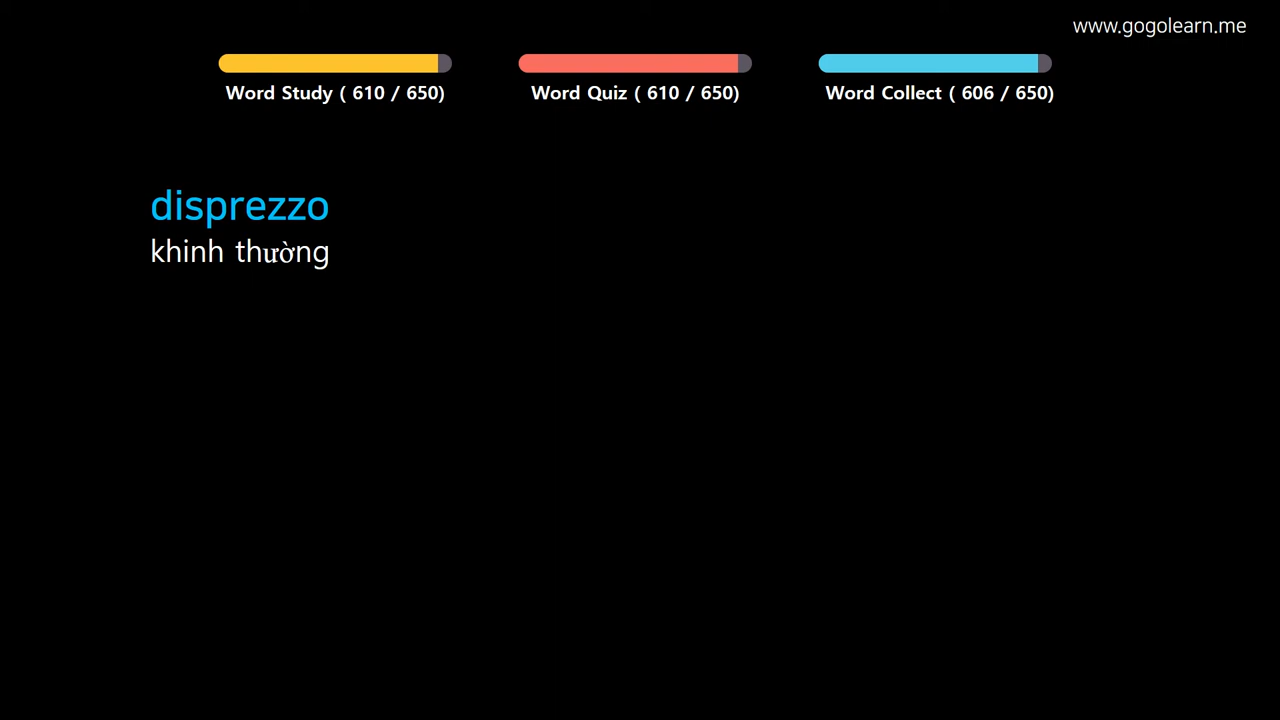 www.gogolearn.me
Word Study ( 610 / 650)
Word Quiz ( 610 / 650)
Word Collect ( 606 / 650)
disprezzo
khinh thường